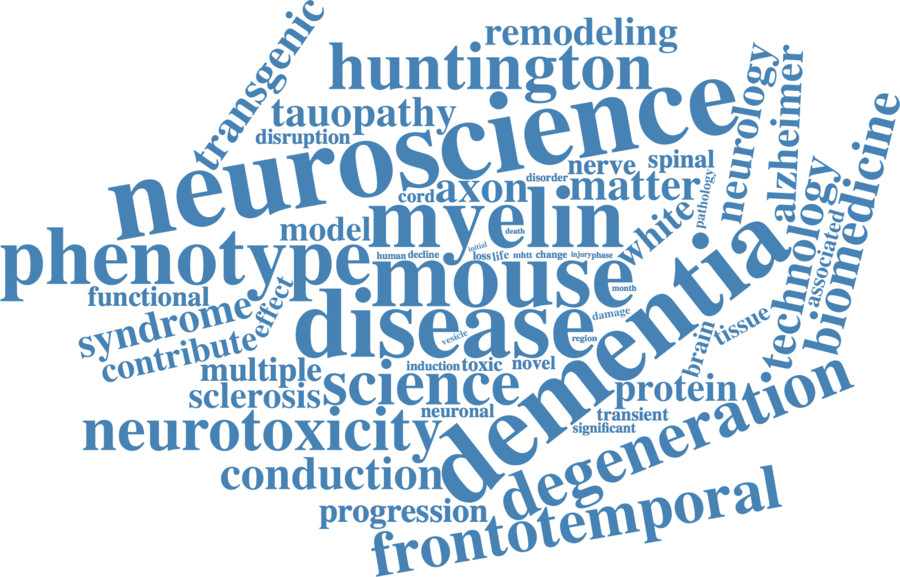 transgenic
remodeling
huntington
tauopathy
disruption
neuroscience
neurology
alzheimer
biomedicine
technology
associated
nerve
spinal
disorder
cord
axon
matter
pathology
white
model
myelin
death
phenotype
human
decline
initial
loss
life
mhtt
change
injury
phase
mouse
month
dementia
functional
effect
syndrome
contribute
disease
vesicle
damage
region
tissue
brain
multiple
induction
toxic
novel
sclerosis
science
neuronal
protein
transient
significant
neurotoxicity
degeneration
conduction
progression
frontotemporal